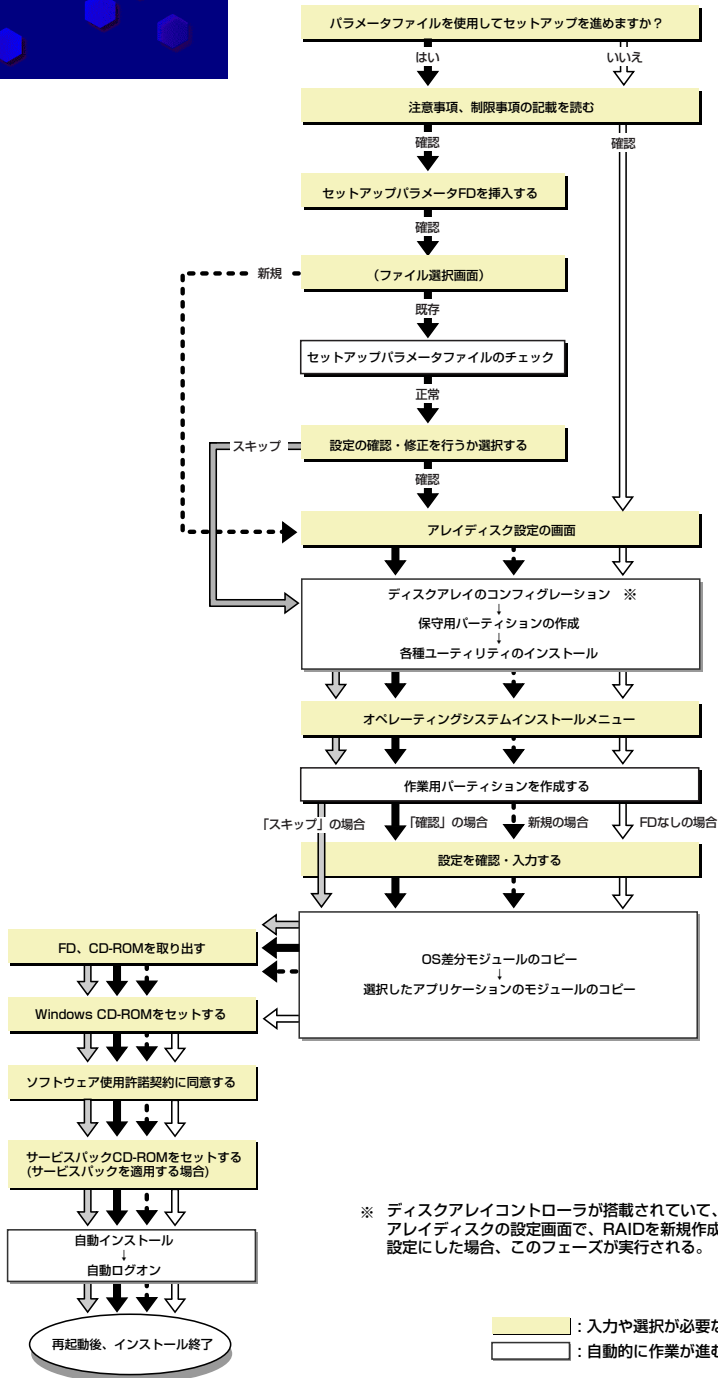 パラメータファイルを使用してセットアップを進めますか？
はい
いいえ
注意事項、制限事項の記載を読む
確認
確認
セットアップパラメータFDを挿入する
確認
新規
（ファイル選択画面）
既存
セットアップパラメータファイルのチェック
正常
スキップ
設定の確認・修正を行うか選択する
確認
アレイディスク設定の画面
ディスクアレイのコンフィグレーション ※
↓
保守用パーティションの作成
↓
各種ユーティリティのインストール
オペレーティングシステムインストールメニュー
作業用パーティションを作成する
「スキップ」の場合
「確認」の場合
新規の場合
FDなしの場合
設定を確認・入力する
OS差分モジュールのコピー
↓
選択したアプリケーションのモジュールのコピー
FD、CD-ROMを取り出す
Windows CD-ROMをセットする
ソフトウェア使用許諾契約に同意する
サービスパックCD-ROMをセットする
(サービスパックを適用する場合)
自動インストール
↓
自動ログオン
再起動後、インストール終了
※ ディスクアレイコントローラが搭載されていて、
アレイディスクの設定画面で、RAIDを新規作成
設定にした場合、このフェーズが実行される。
：入力や選択が必要な
：自動的に作業が進む